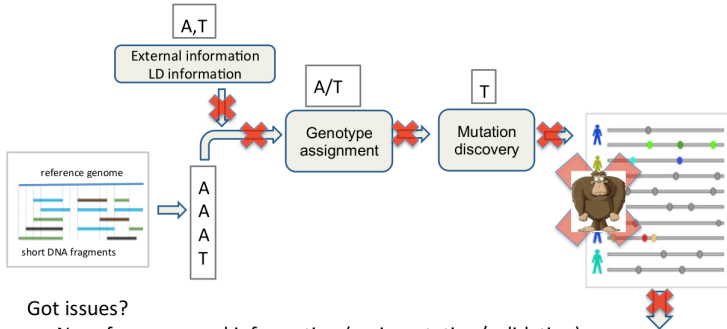 A,T
External information
LD information
A/T
T
Genotype
assignment
Mutation
discovery
reference genome
short DNA fragments
A
A
A
T
Got issues?